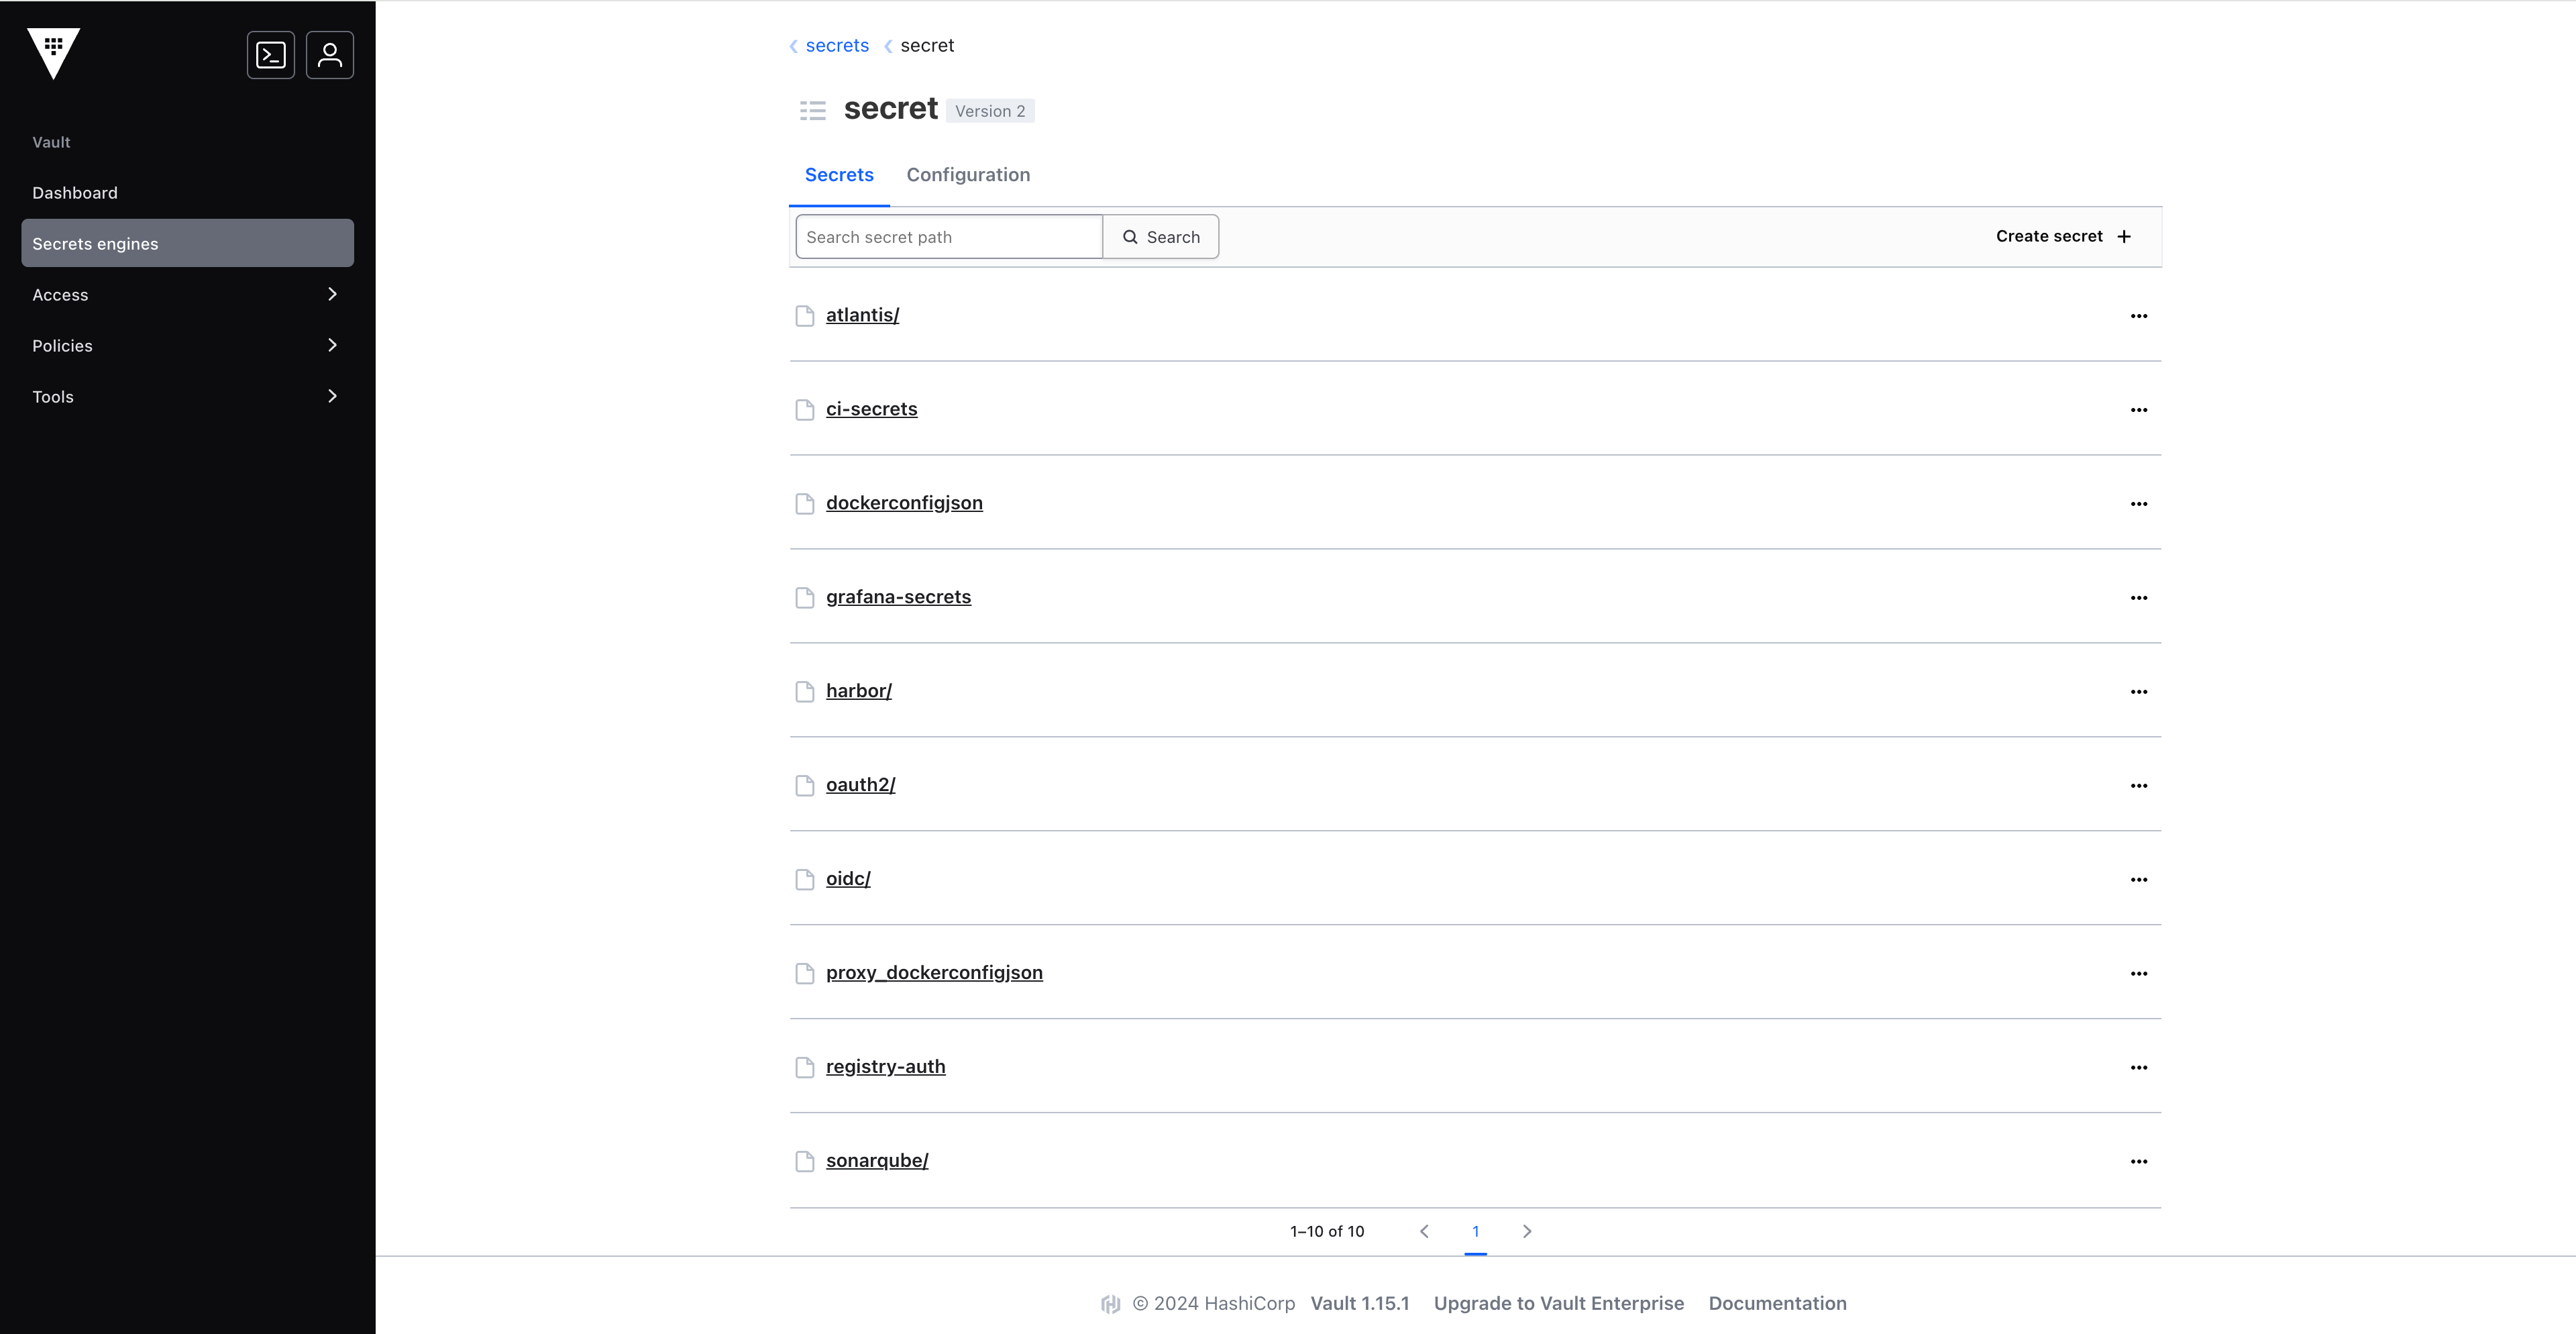 Vault
Dashboard
Secrets engines
Access
Policies
Tools
secrets secret
secret Version 2
Secrets Configuration
Search secret path Search Create secret
atlantis/
ci-secrets
dockerconfigjson
grafana-secrets
harbor/
oauth2/
oidc/
proxy_dockerconfigjson
registry-auth
sonarqube/
1–10 of 10 1
© 2024 HashiCorp Vault 1.15.1 Upgrade to Vault Enterprise Documentation